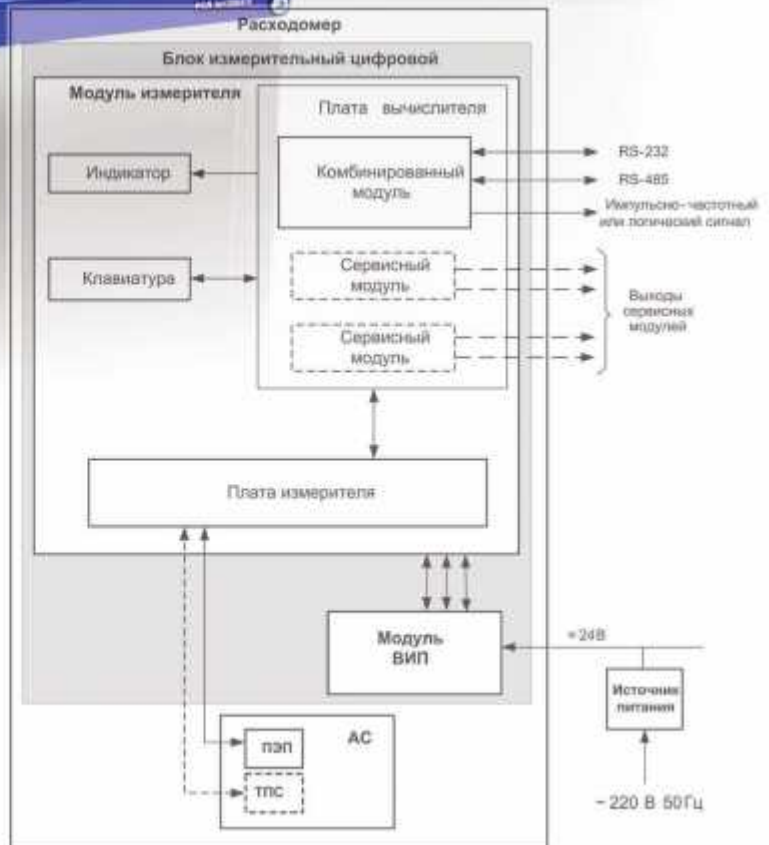 Расходомер
Блок измерительный цифровой
Модуль измерителя
Плата вычислителя
Индикатор
Комбинированный
модуль
RS-232
RS-485
Импульсно-частотный
или логический сигнал
Клавиатура
Сервисный
модуль
Выходы
сервисных
модулей
Сервисный
модуль
Плата измерителя
Модуль
ВИП
=24В
Источник
питания
АС
ПЭП
ТПС
~220 В 50Гц